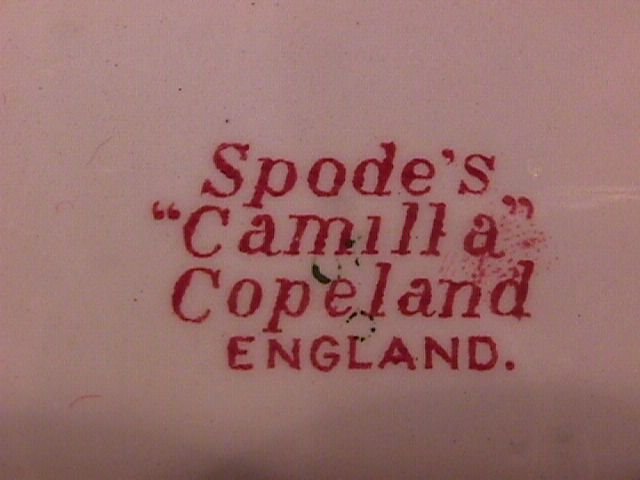 Spode's
“Camilla”
Copeland
ENGLAND.